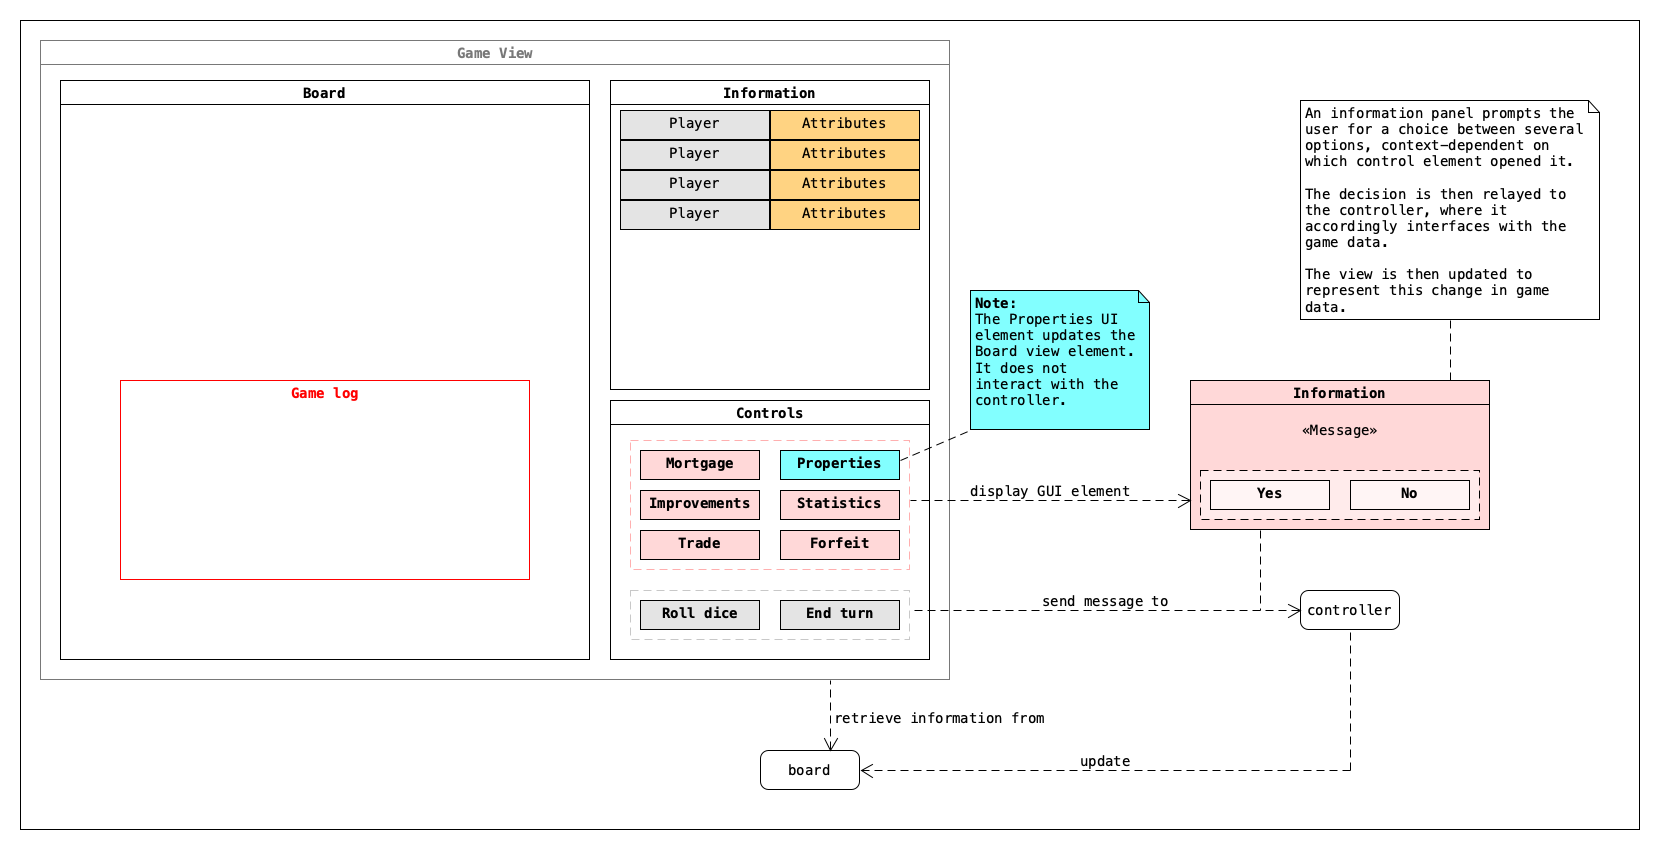 Game View
Board
Information
Player Attributes
Player Attributes
Player Attributes
Player Attributes
Game log
Controls
Mortgage Properties
Improvements Statistics
Trade Forfeit
Roll dice End turn
Note:
The Properties UI
element updates the
Board view element.
It does not
interact with the
controller.
An information panel prompts the
user for a choice between several
options, context-dependent on
which control element opened it.
The decision is then relayed to
the controller, where it
accordingly interfaces with the
game data.
The view is then updated to
represent this change in game
data.
Information
«Message»
Yes No
display GUI element
send message to
controller
retrieve information from
board
update